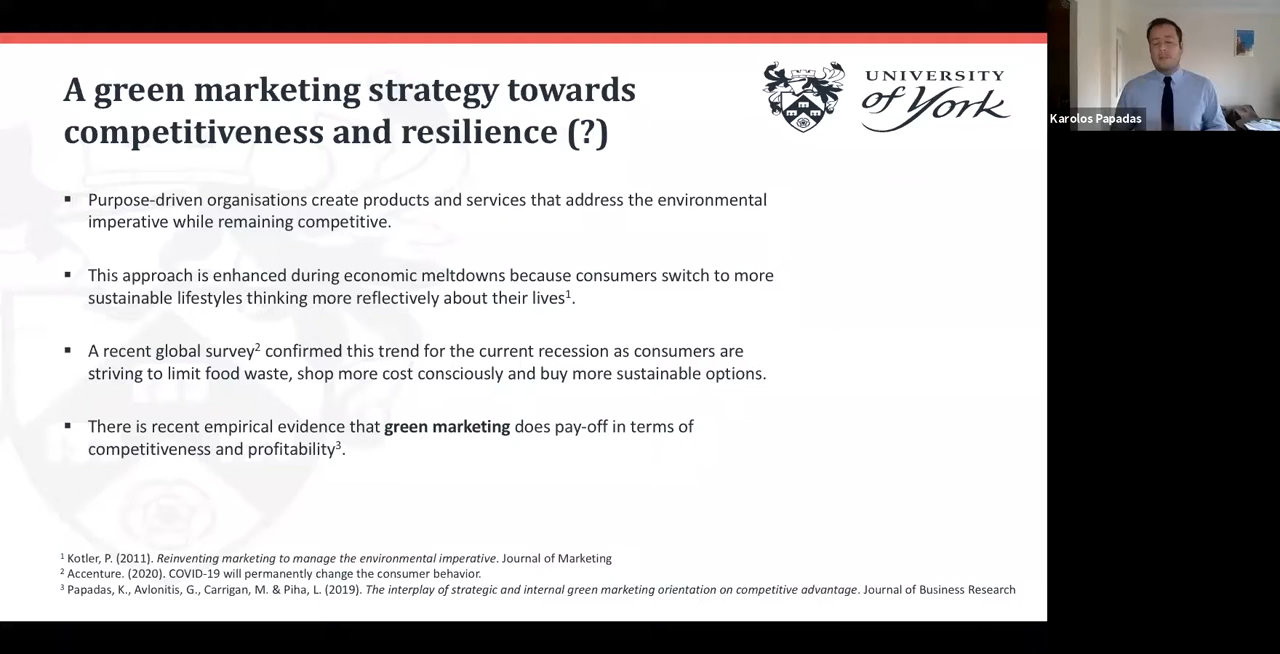 A green marketing strategy towards
competitiveness and resilience (?)
UNIVERSITY
of York
Karolos Papadas
▪ Purpose-driven organisations create products and services that address the environmental
imperative while remaining competitive.
▪ This approach is enhanced during economic meltdowns because consumers switch to more
sustainable lifestyles thinking more reflectively about their lives¹.
▪ A recent global survey² confirmed this trend for the current recession as consumers are
striving to limit food waste, shop more cost consciously and buy more sustainable options.
▪ There is recent empirical evidence that green marketing does pay-off in terms of
competitiveness and profitability³.
¹ Kotler, P. (2011). Reinventing marketing to manage the environmental imperative. Journal of Marketing
² Accenture. (2020). COVID-19 will permanently change the consumer behavior.
³ Papadas, K., Avlonitis, G., Carrigan, M. & Piha, L. (2019). The interplay of strategic and internal green marketing orientation on competitive advantage. Journal of Business Research